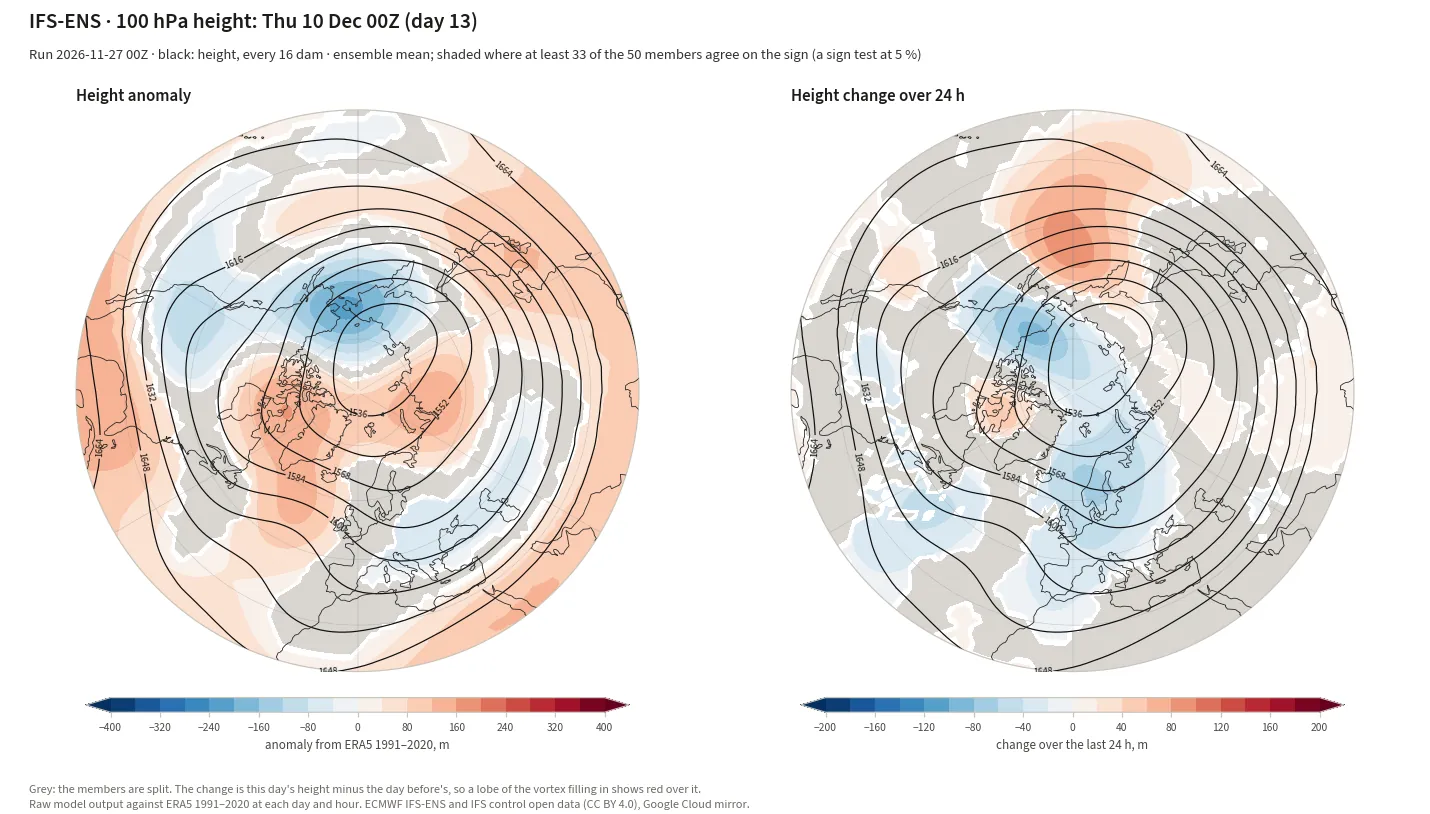 IFS-ENS · 100 hPa height: Thu 10 Dec 00Z (day 13)
Run 2026-11-27 00Z · black: height, every 16 dam · ensemble mean; shaded where at least 33 of the 50 members agree on the sign (a sign test at 5 %)
Height anomaly
Height change over 24 h
1664
1616
1632
1536
1552
1664
1648
1584
1568
1648
1664
1616
1632
1536
1552
1664
1648
1584
1568
1648
−400 −320 −240 −160 −80 0 80 160 240 320 400
anomaly from ERA5 1991–2020, m
−200 −160 −120 −80 −40 0 40 80 120 160 200
change over the last 24 h, m
Grey: the members are split. The change is this day's height minus the day before's, so a lobe of the vortex filling in shows red over it.
Raw model output against ERA5 1991–2020 at each day and hour. ECMWF IFS-ENS and IFS control open data (CC BY 4.0), Google Cloud mirror.